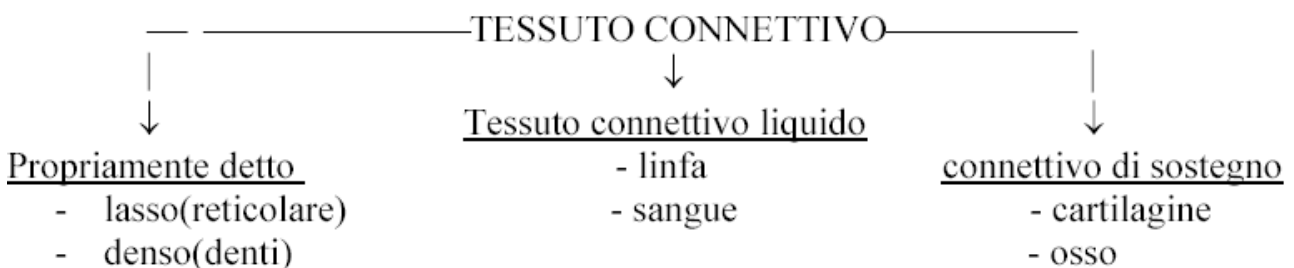 TESSUTO CONNETTIVO
Propriamente detto
- lasso(reticolare)
- denso(denti)
Tessuto connettivo liquido
- linfa
- sangue
connettivo di sostegno
- cartilagine
- osso